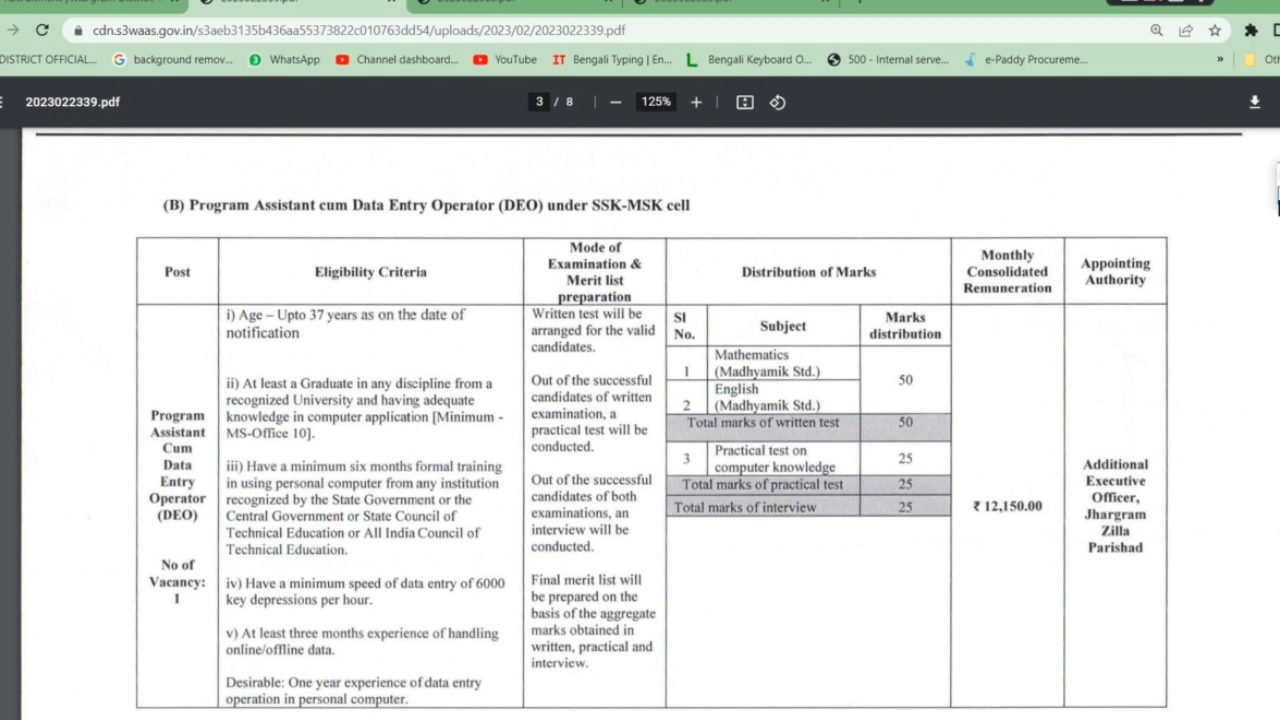 cdn.s3waas.gov.in/s3aeb3135b436aa55373822c010763dd54/uploads/2023/02/2023022339.pdf
DISTRICT OFFICIAL...
background remov...
WhatsApp
Channel dashboard...
YouTube
IT Bengali Typing | En...
Bengali Keyboard O...
500 - Internal serve...
e-Paddy Procureme...
»
Oth
2023022339.pdf
3 / 8
125%
(B) Program Assistant cum Data Entry Operator (DEO) under SSK-MSK cell
Post
Eligibility Criteria
Mode of
Examination &
Merit list
preparation
Distribution of Marks
Monthly
Consolidated
Remuneration
Appointing
Authority
Program
Assistant
Cum
Data
Entry
Operator
(DEO)
No of
Vacancy:
1
i) Age – Upto 37 years as on the date of
notification
ii) At least a Graduate in any discipline from a
recognized University and having adequate
knowledge in computer application [Minimum -
MS-Office 10].
iii) Have a minimum six months formal training
in using personal computer from any institution
recognized by the State Government or the
Central Government or State Council of
Technical Education or All India Council of
Technical Education.
iv) Have a minimum speed of data entry of 6000
key depressions per hour.
v) At least three months experience of handling
online/offline data.
Desirable: One year experience of data entry
operation in personal computer.
Written test will be
arranged for the valid
candidates.
Out of the successful
candidates of written
examination, a
practical test will be
conducted.
Out of the successful
candidates of both
examinations, an
interview will be
conducted.
Final merit list will
be prepared on the
basis of the aggregate
marks obtained in
written, practical and
interview.
Sl
No.
Subject
Marks
distribution
1
Mathematics
(Madhyamik Std.)
2
English
(Madhyamik Std.)
50
Total marks of written test 50
3
Practical test on
computer knowledge
25
Total marks of practical test 25
Total marks of interview 25
₹ 12,150.00
Additional
Executive
Officer,
Jhargram
Zilla
Parishad